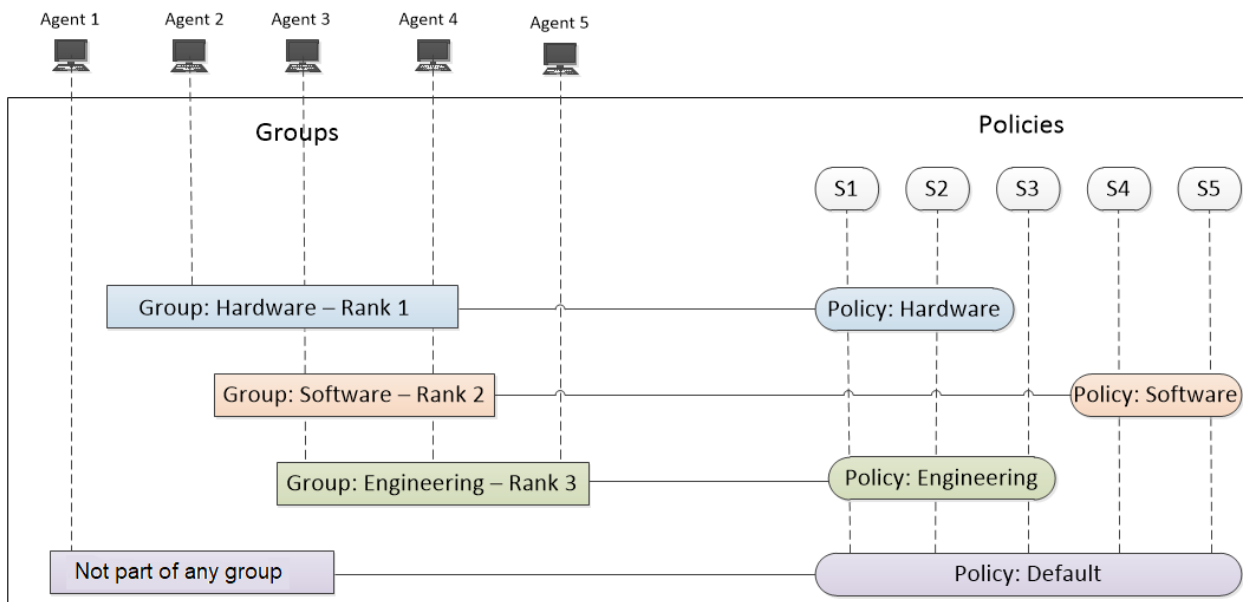 Agent 1
Agent 2
Agent 3
Agent 4
Agent 5
Groups
Policies
S1
S2
S3
S4
S5
Group: Hardware – Rank 1
Policy: Hardware
Group: Software – Rank 2
Policy: Software
Group: Engineering – Rank 3
Policy: Engineering
Not part of any group
Policy: Default